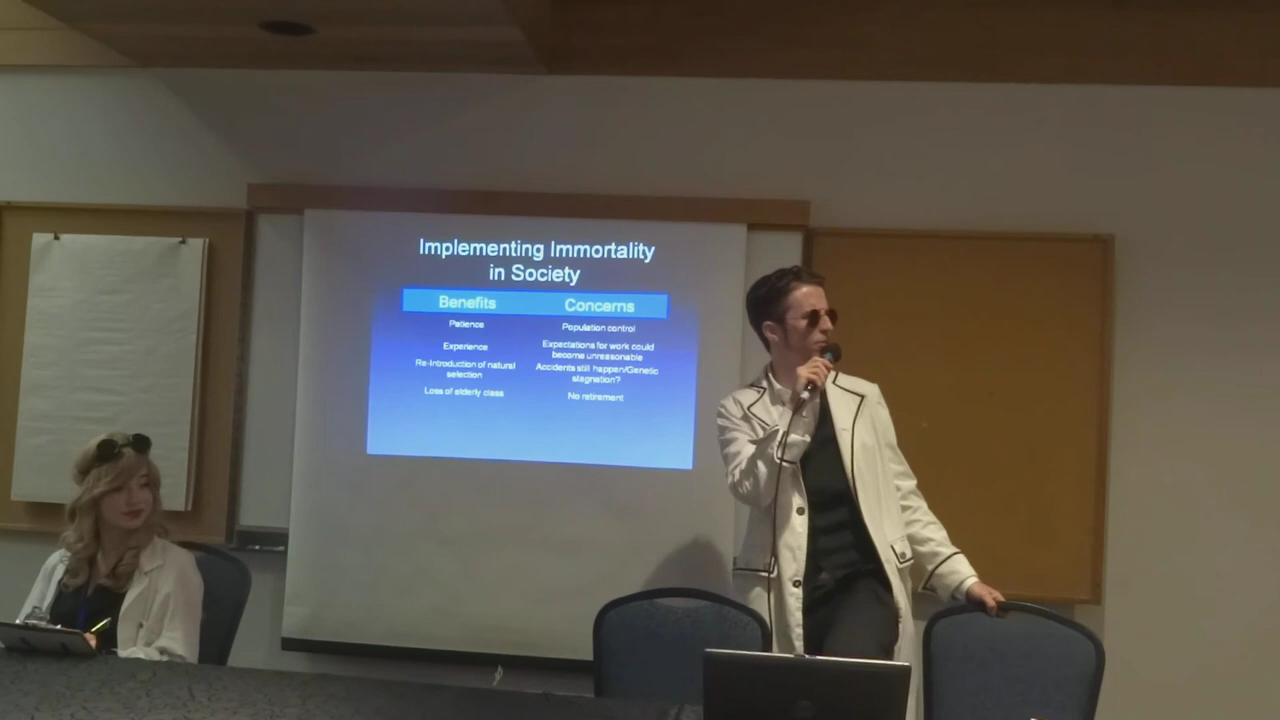 Implementing Immortality
in Society
Benefits Concerns
Patience Population control
Experience Expectations for work could
become unreasonable
Re-Introduction of natural
selection Accidents still happen/Genetic
stagnation?
Loss of elderly class No retirement